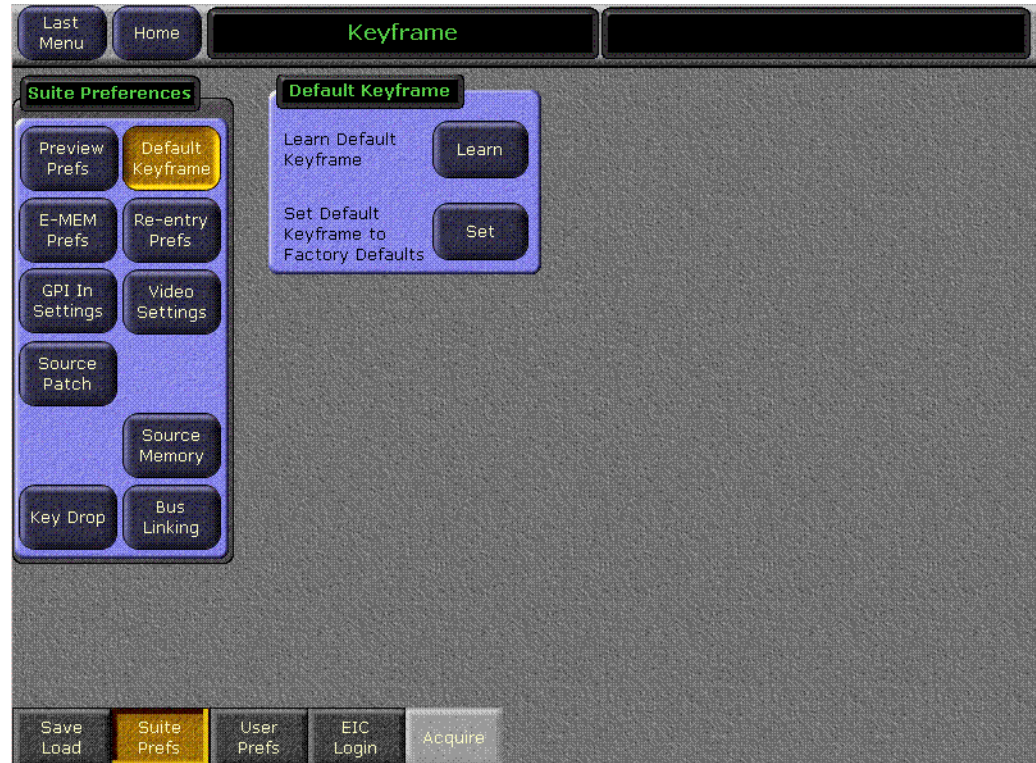 Last
Menu
Home
Keyframe
Suite Preferences
Default Keyframe
Preview
Prefs
Default
Keyframe
Learn Default
Keyframe
Learn
E-MEM
Prefs
Re-entry
Prefs
Set Default
Keyframe to
Factory Defaults
Set
GPI In
Settings
Video
Settings
Source
Patch
Source
Memory
Key Drop
Bus
Linking
Save
Load
Suite
Prefs
User
Prefs
EIC
Login
Acquire